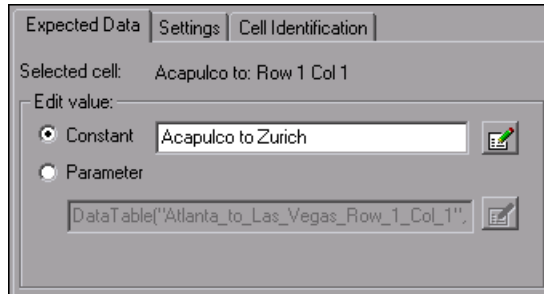 Expected Data Settings Cell Identification
Selected cell: Acapulco to: Row 1 Col 1
Edit value:
Constant Acapulco to Zurich
Parameter
DataTable("Atlanta_to_Las_Vegas_Row_1_Col_1",